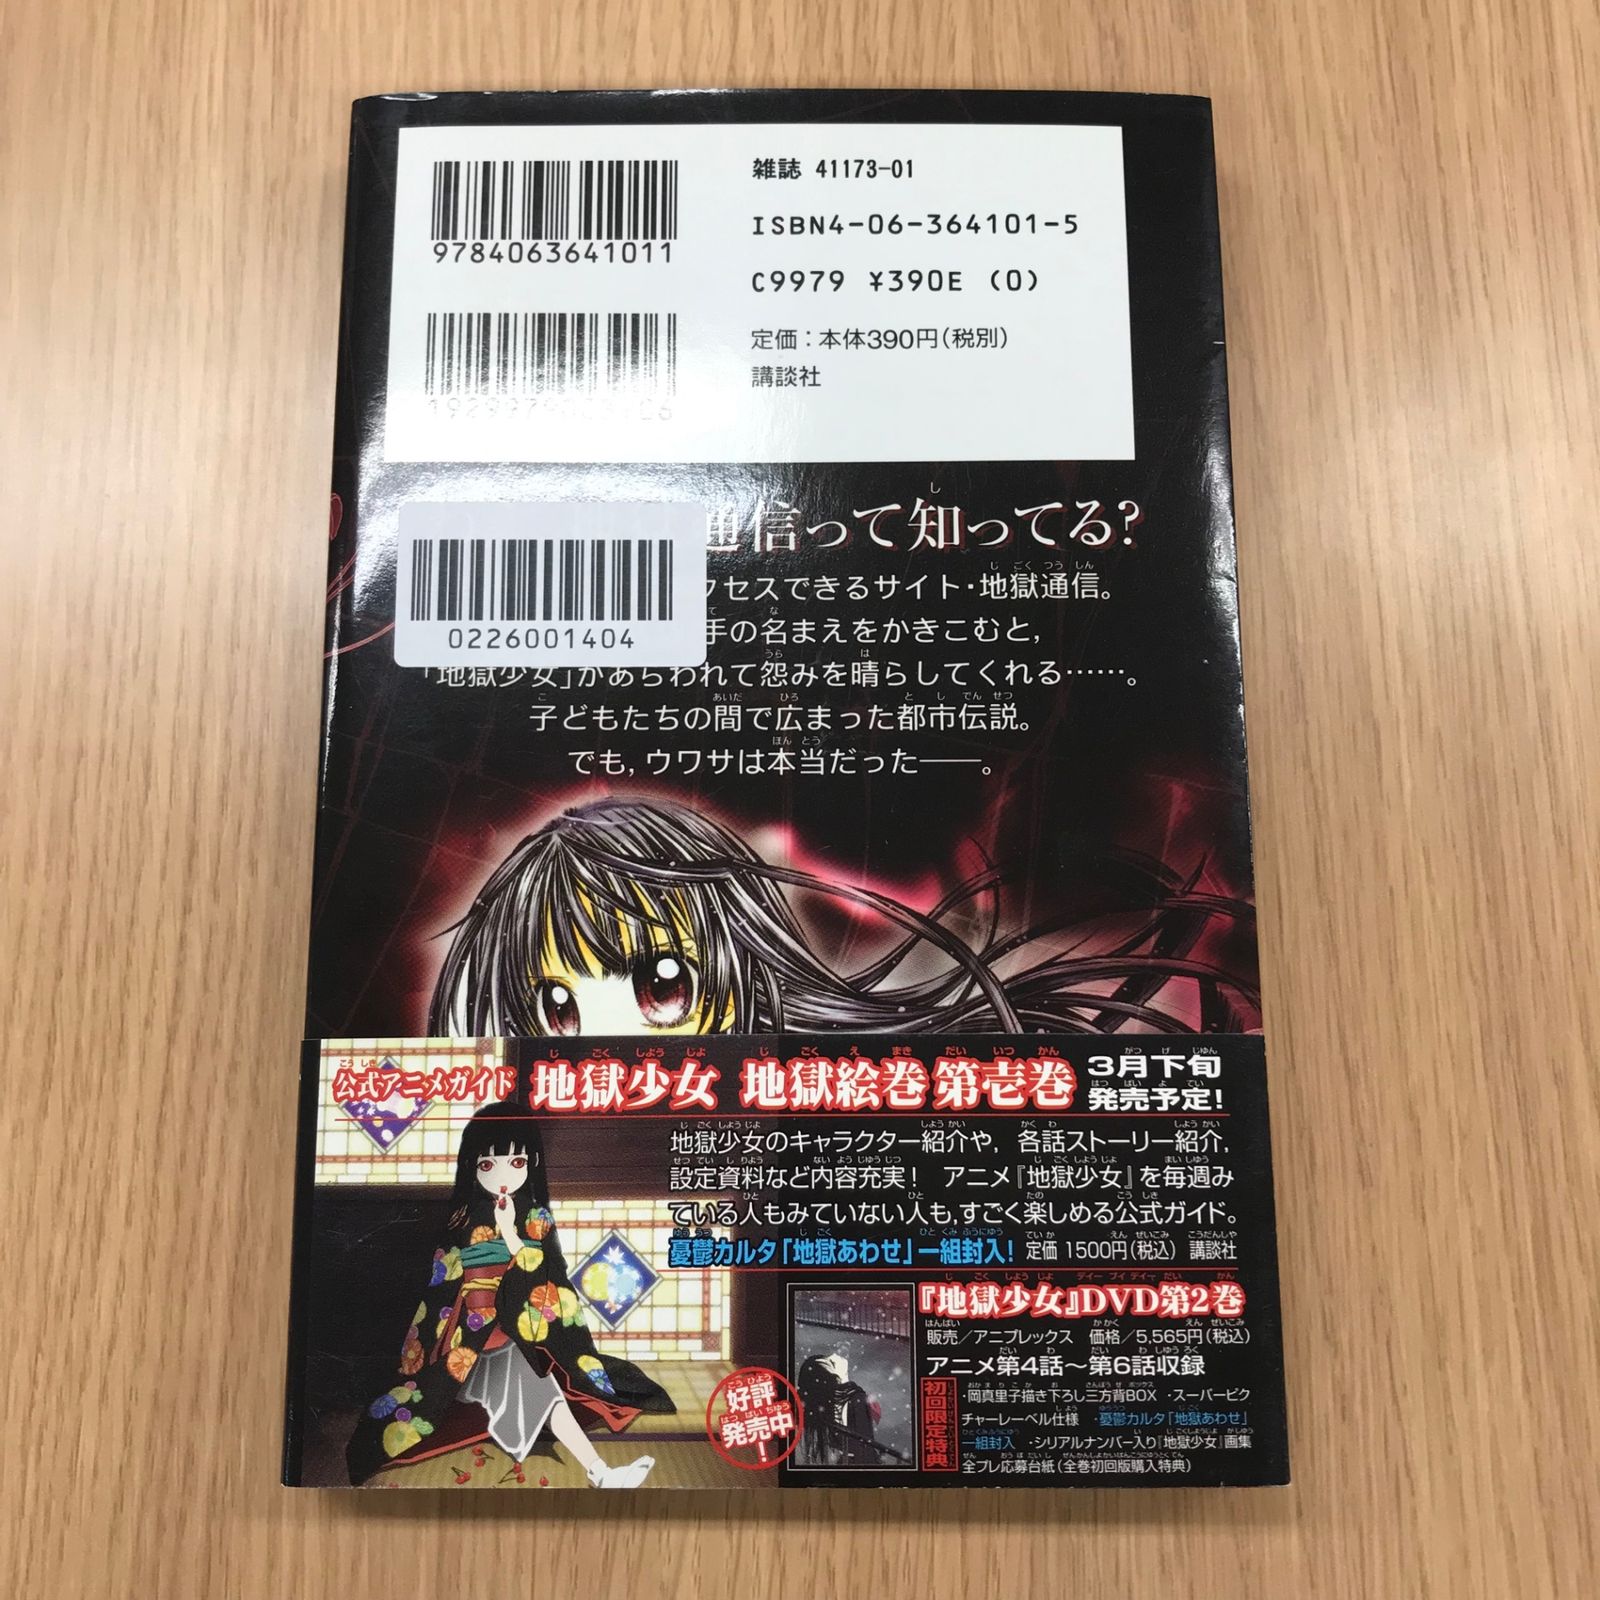 9784063641011
雑誌 41173-01
ISBN4-06-364101-5
C9979 ¥390E (0)
定価：本体390円(税別)
講談社
0226001404
通信って知ってる?
クセスできるサイト・地獄通信。
手の名まえをかきこむと,
「地獄少女」があらわれて怨みを晴らしてくれる……。
子どもたちの間で広まった都市伝説。
でも,ウワサは本当だった――。
公式アニメガイド 地獄少女 地獄絵巻 第壱巻 3月下旬
発売予定!
地獄少女のキャラクター紹介や, 各話ストーリー紹介,
設定資料など内容充実! アニメ『地獄少女』を毎週み
ている人もみていない人も,すごく楽しめる公式ガイド。
憂鬱カルタ「地獄あわせ」一組封入! 定価 1500円(税込) 講談社
『地獄少女』DVD第2巻
販売／アニプレックス 価格／5,565円(税込)
アニメ第4話〜第6話収録
好評
発売中
!
初回限定特典
・岡真里子描き下ろし三方背BOX ・スーパーピク
チャーレーベル仕様 ・憂鬱カルタ「地獄あわせ」
一組封入 ・シリアルナンバー入り『地獄少女』画集
全プレ応募台紙(全巻初回版購入特典)